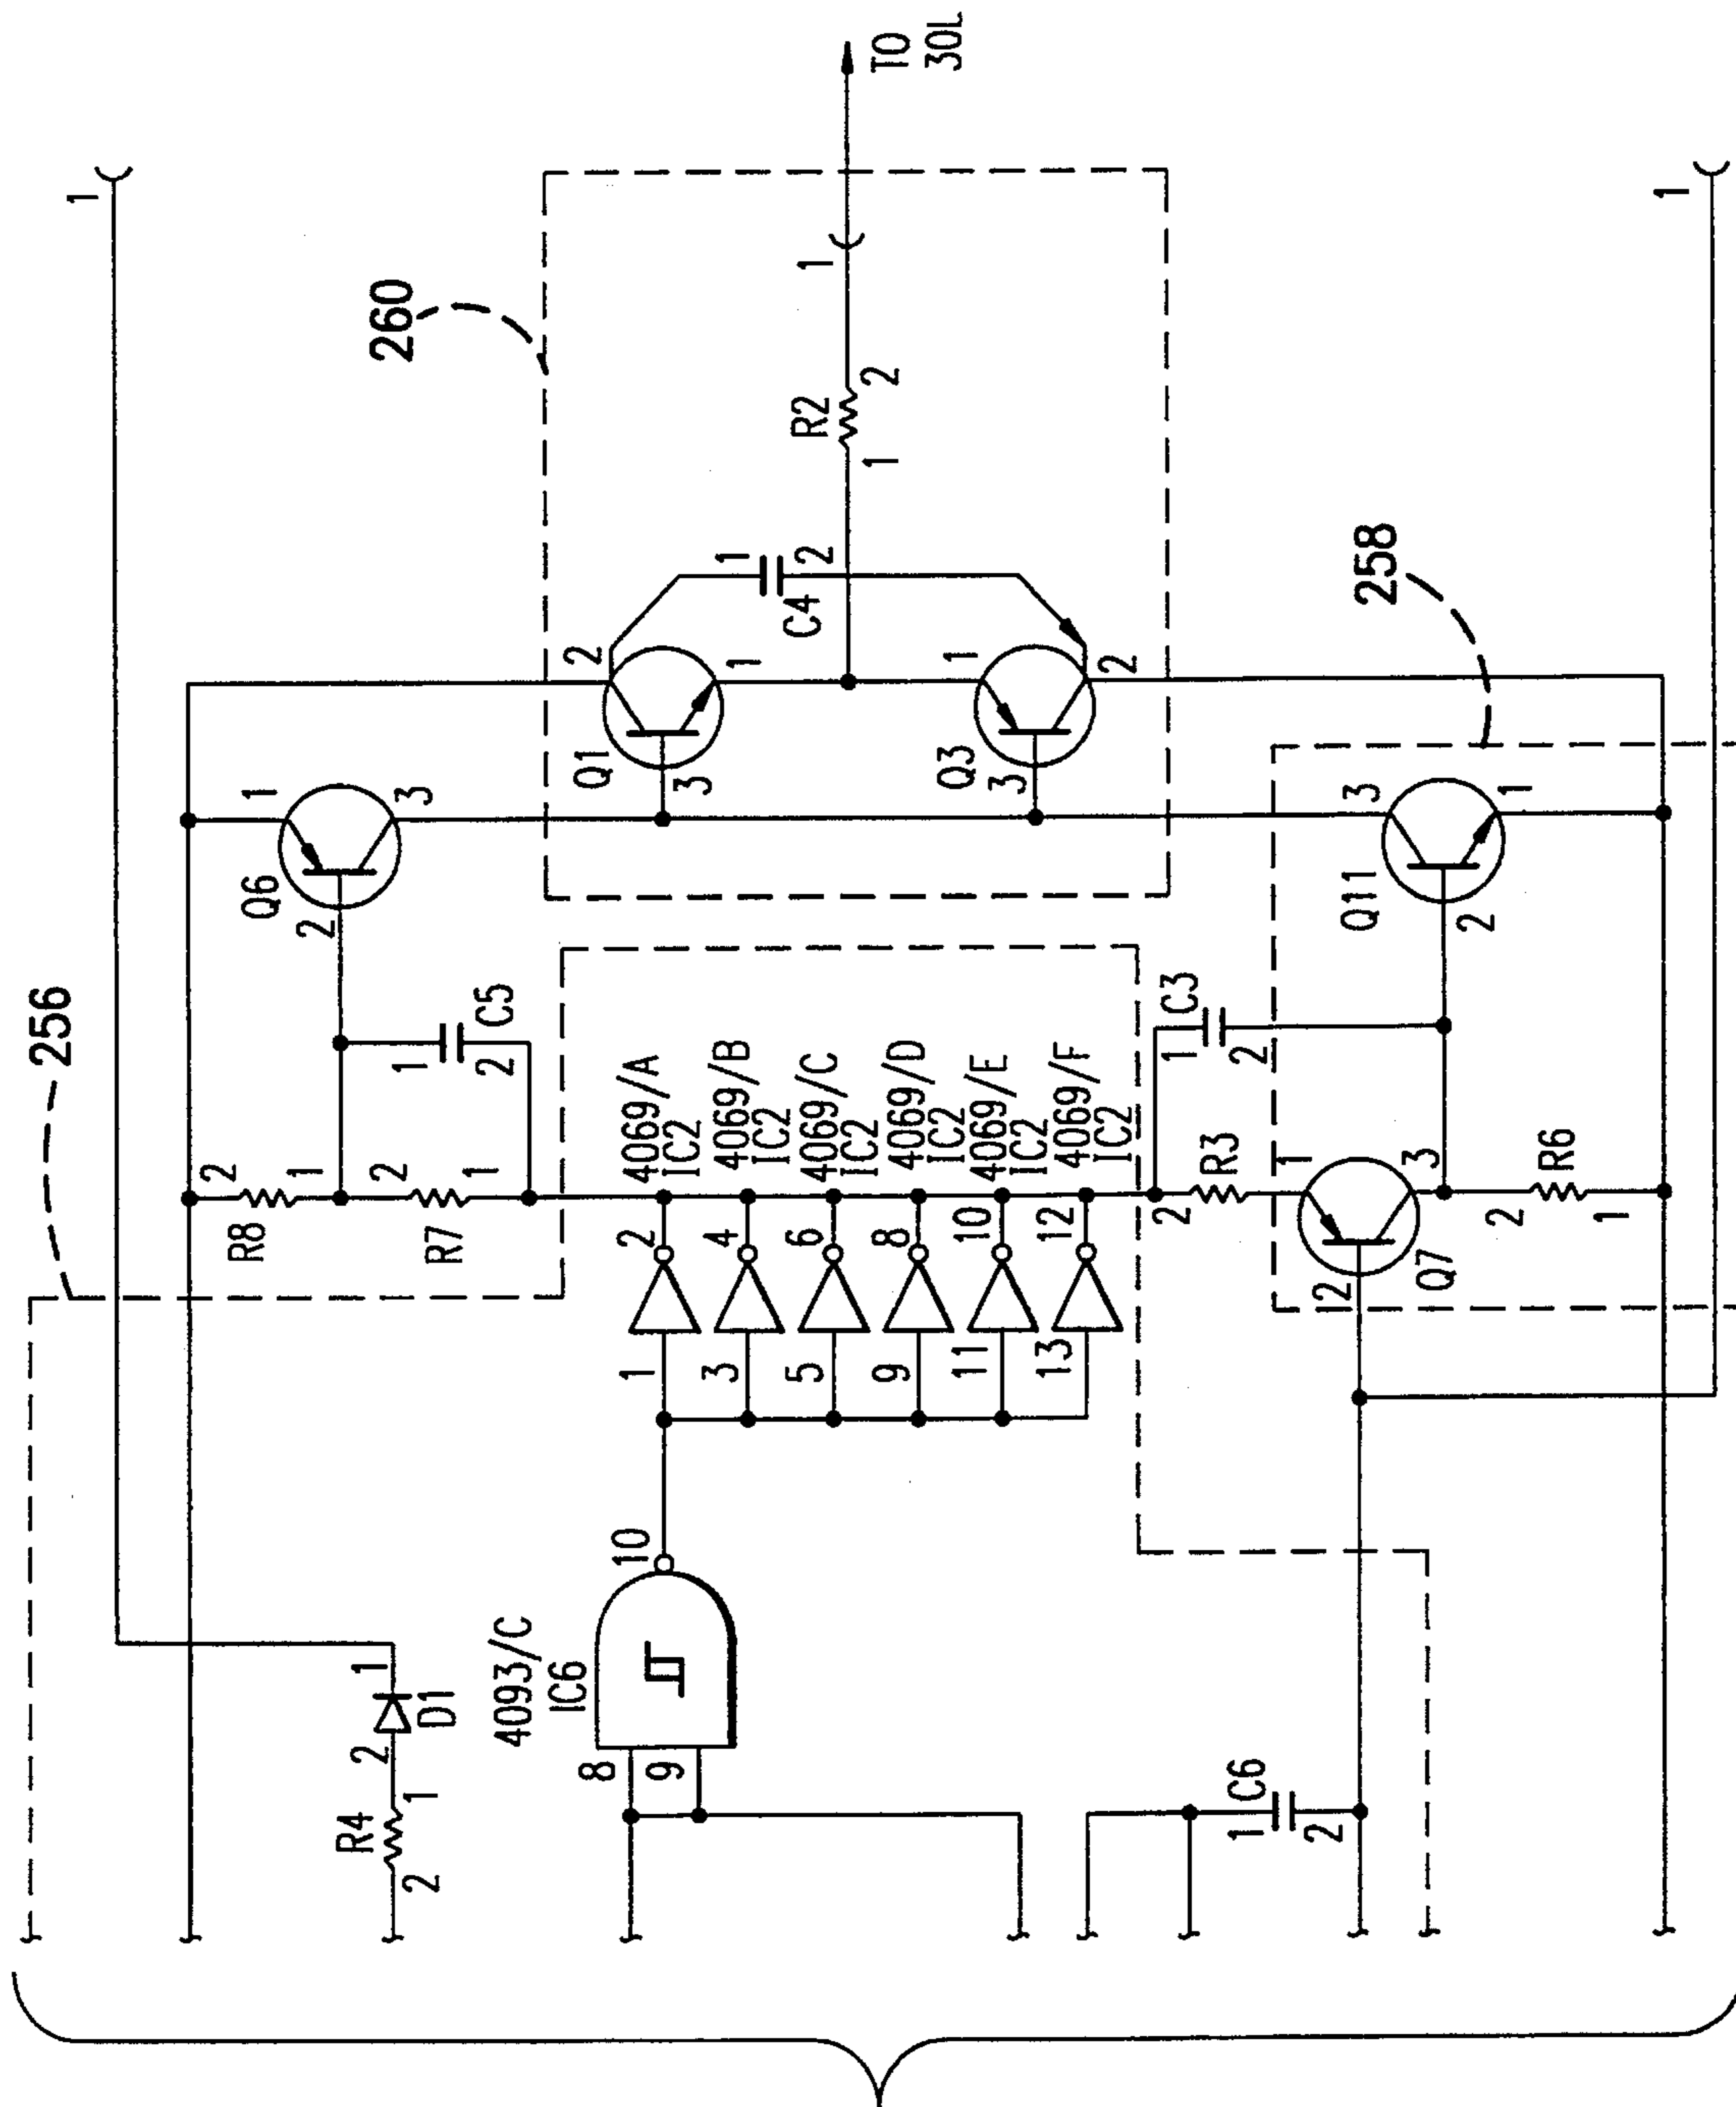 1
256
R8
2
1
R7
2
1
1
C5
2
Q6
1
2
3
260
R4
2
1
D1
2
1
4093/C
IC6
8
9
10
1
2
4069/A
IC2
3
4
4069/B
IC2
5
6
4069/C
IC2
9
8
4069/D
IC2
11
10
4069/E
IC2
13
12
4069/F
IC2
Q1
2
1
3
C4
1
2
R2
1
2
1
TO
30L
Q3
1
2
3
258
C3
1
2
R3
2
1
C6
1
2
Q7
2
1
3
R6
2
1
Q11
3
2
1
1